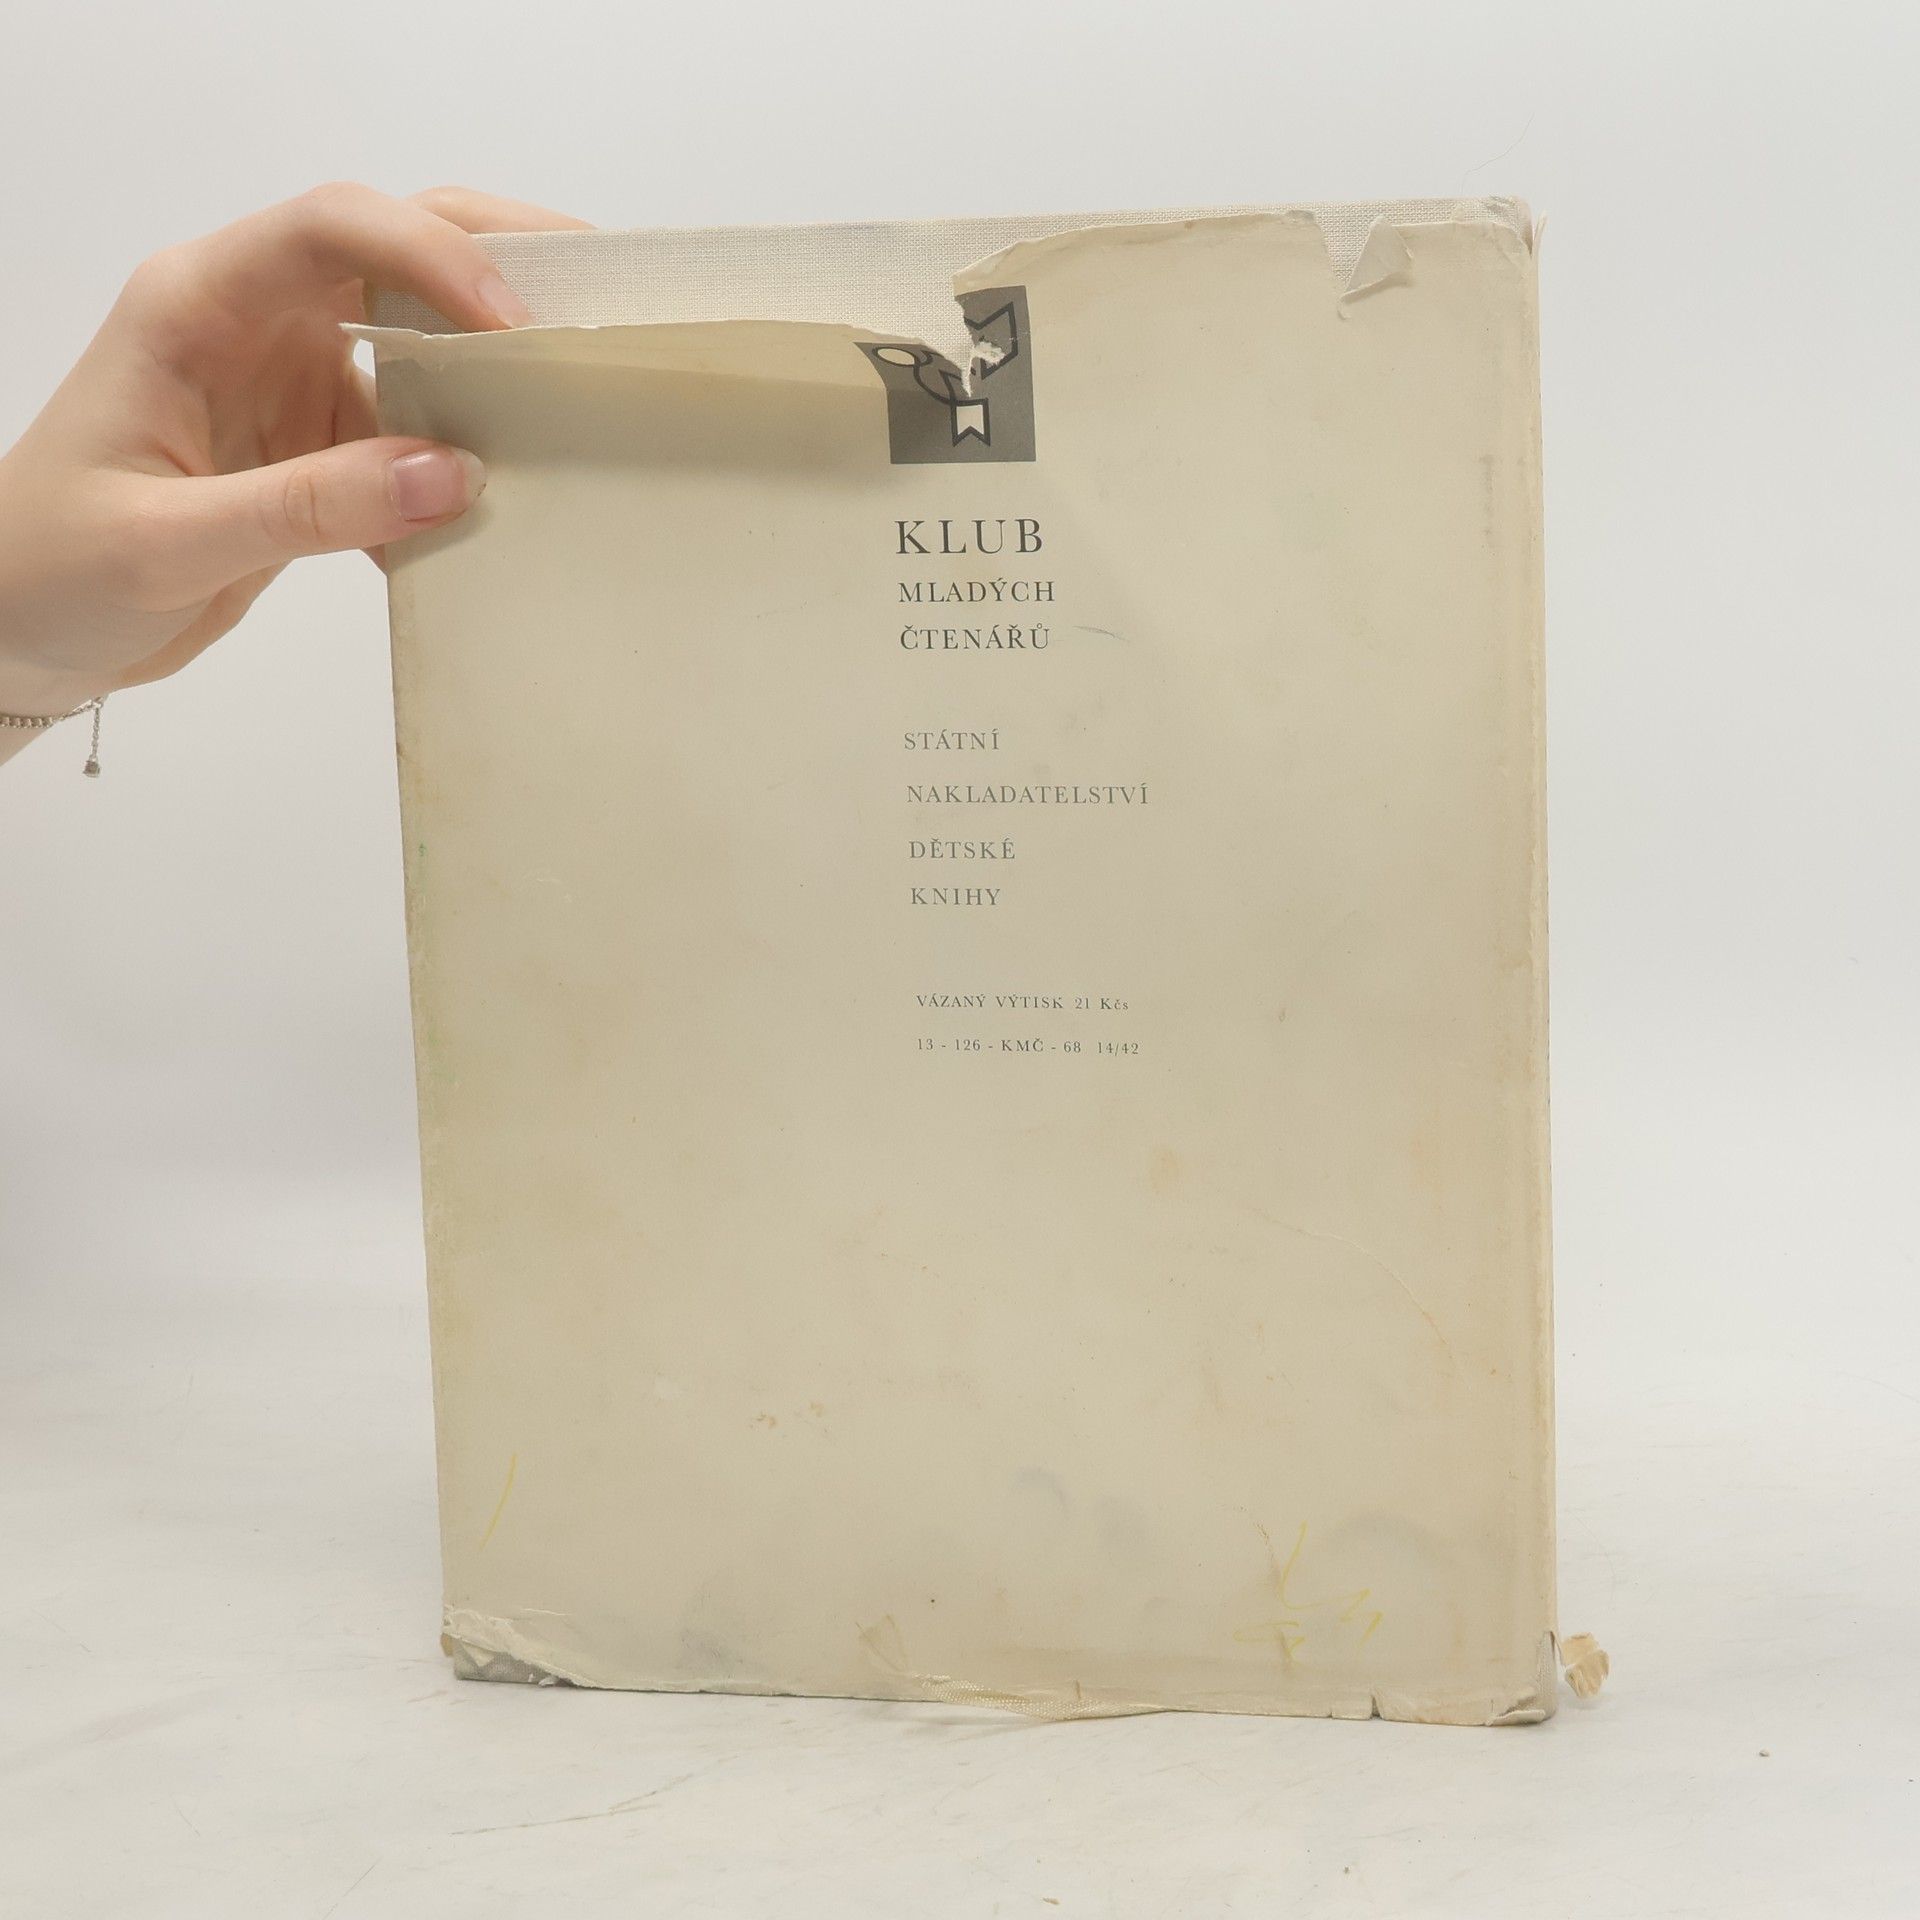 KLUB
MLADÝCH
ČTENÁŘŮ
STÁTNÍ
NAKLADATELSTVÍ
DĚTSKÉ
KNIHY
VÁZANÝ VÝTISK 21 Kčs
13 - 126 - KMČ - 68 14/42